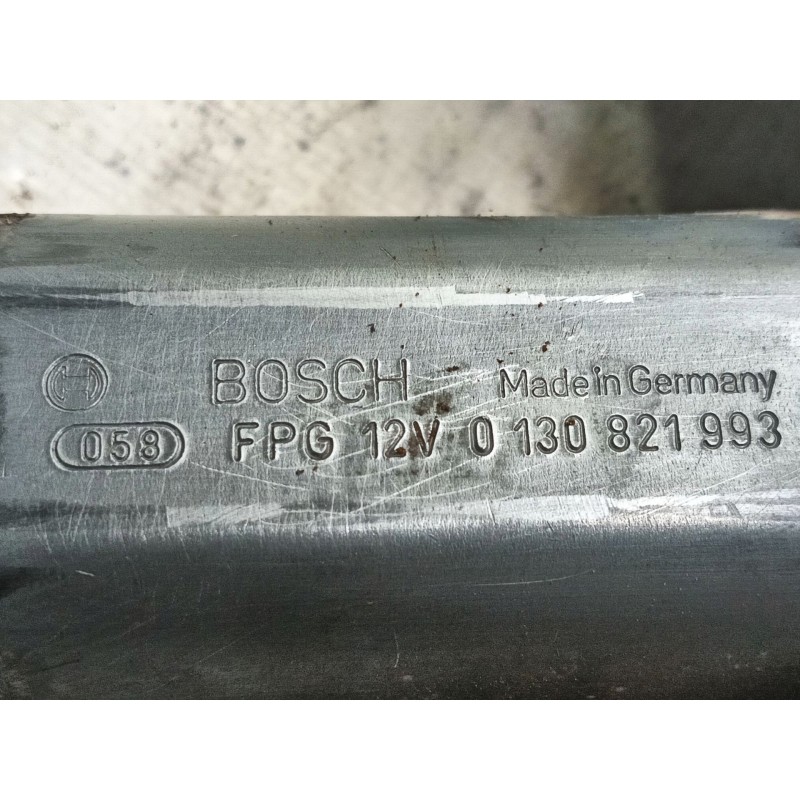 BOSCH Made in Germany
058 FPG 12V 0 130 821 993